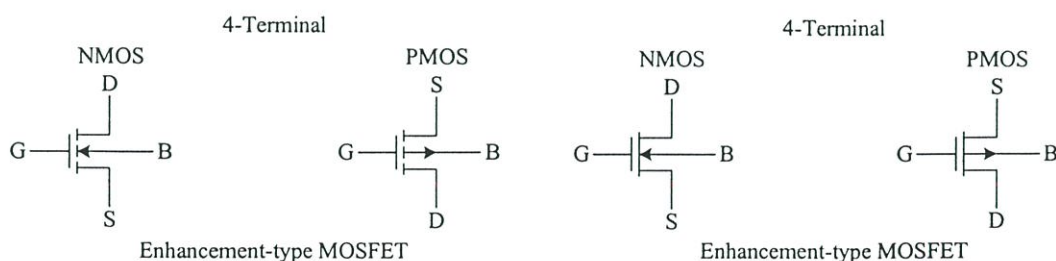 4-Terminal
NMOS PMOS
D S
G B G B
S D
Enhancement-type MOSFET
4-Terminal
NMOS PMOS
D S
G B G B
S D
Enhancement-type MOSFET